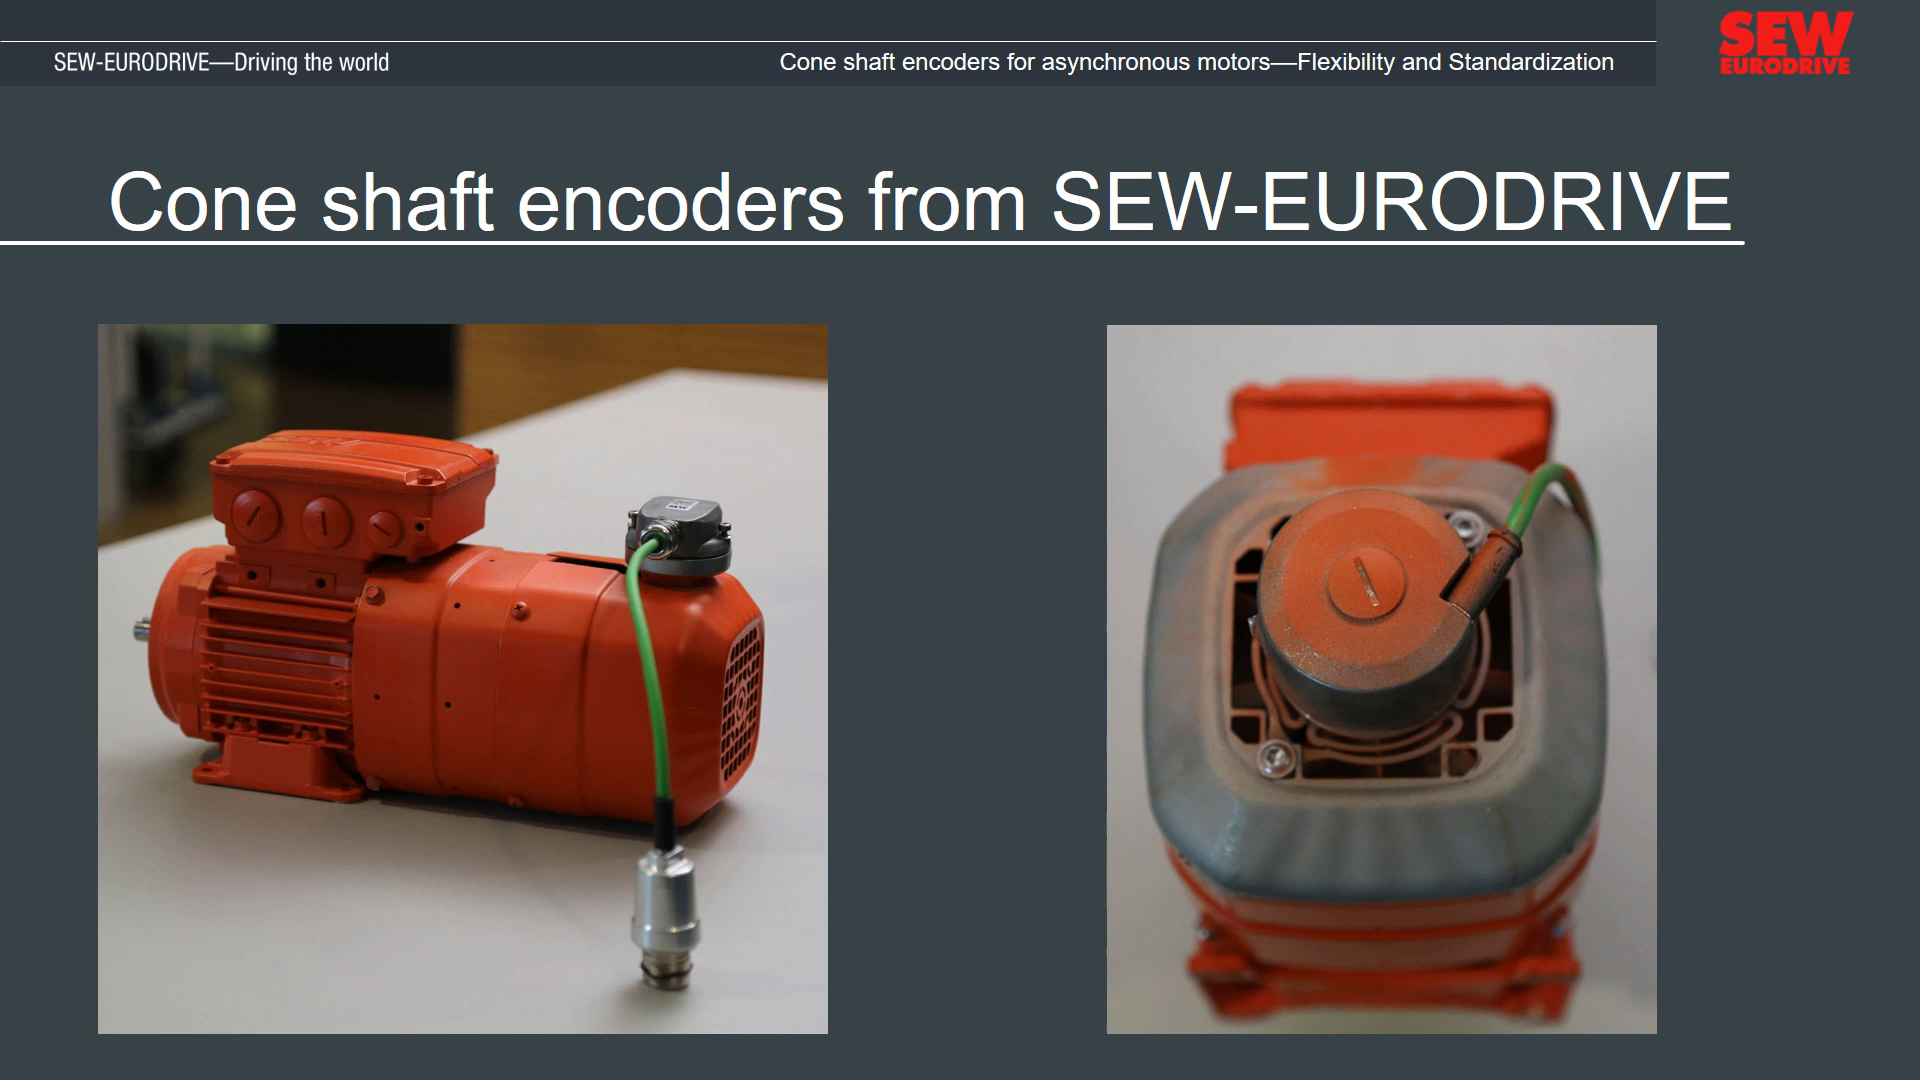 SEW-EURODRIVE—Driving the world
Cone shaft encoders for asynchronous motors—Flexibility and Standardization
SEW
EURODRIVE
Cone shaft encoders from SEW-EURODRIVE